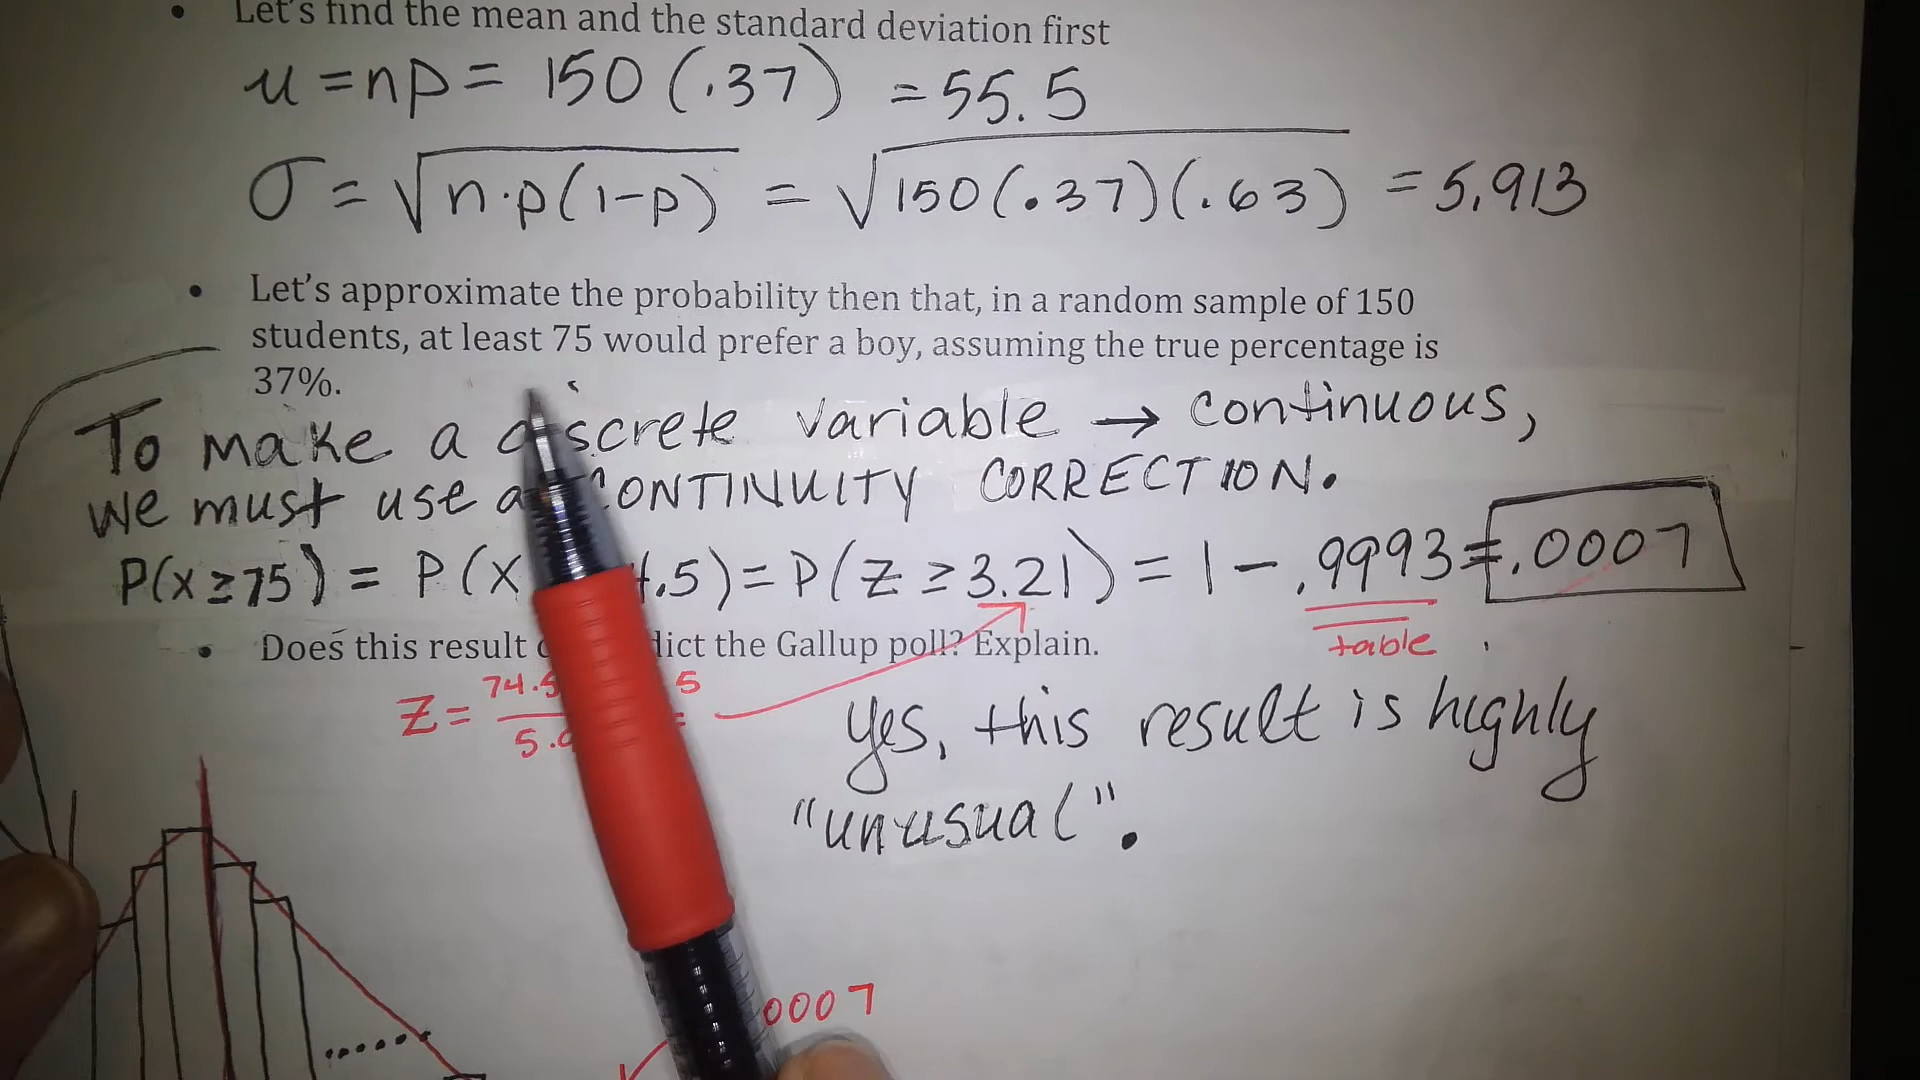 • Let's find the mean and the standard deviation first
u = np = 150 (.37) = 55.5
σ = √n·p(1-p) = √150(.37)(.63) = 5.913
• Let's approximate the probability then that, in a random sample of 150
students, at least 75 would prefer a boy, assuming the true percentage is
37%.
To make a discrete variable → continuous,
we must use a CONTINUITY CORRECTION.
P(x ≥ 75) = P(X 4.5) = P(Z ≥ 3.21) = 1 - .9993 = .0007
table
• Does this result the Gallup poll? Explain.
Z = 74.5 5
5.9 =
Yes, this result is highly
"unusual".
.....
0007